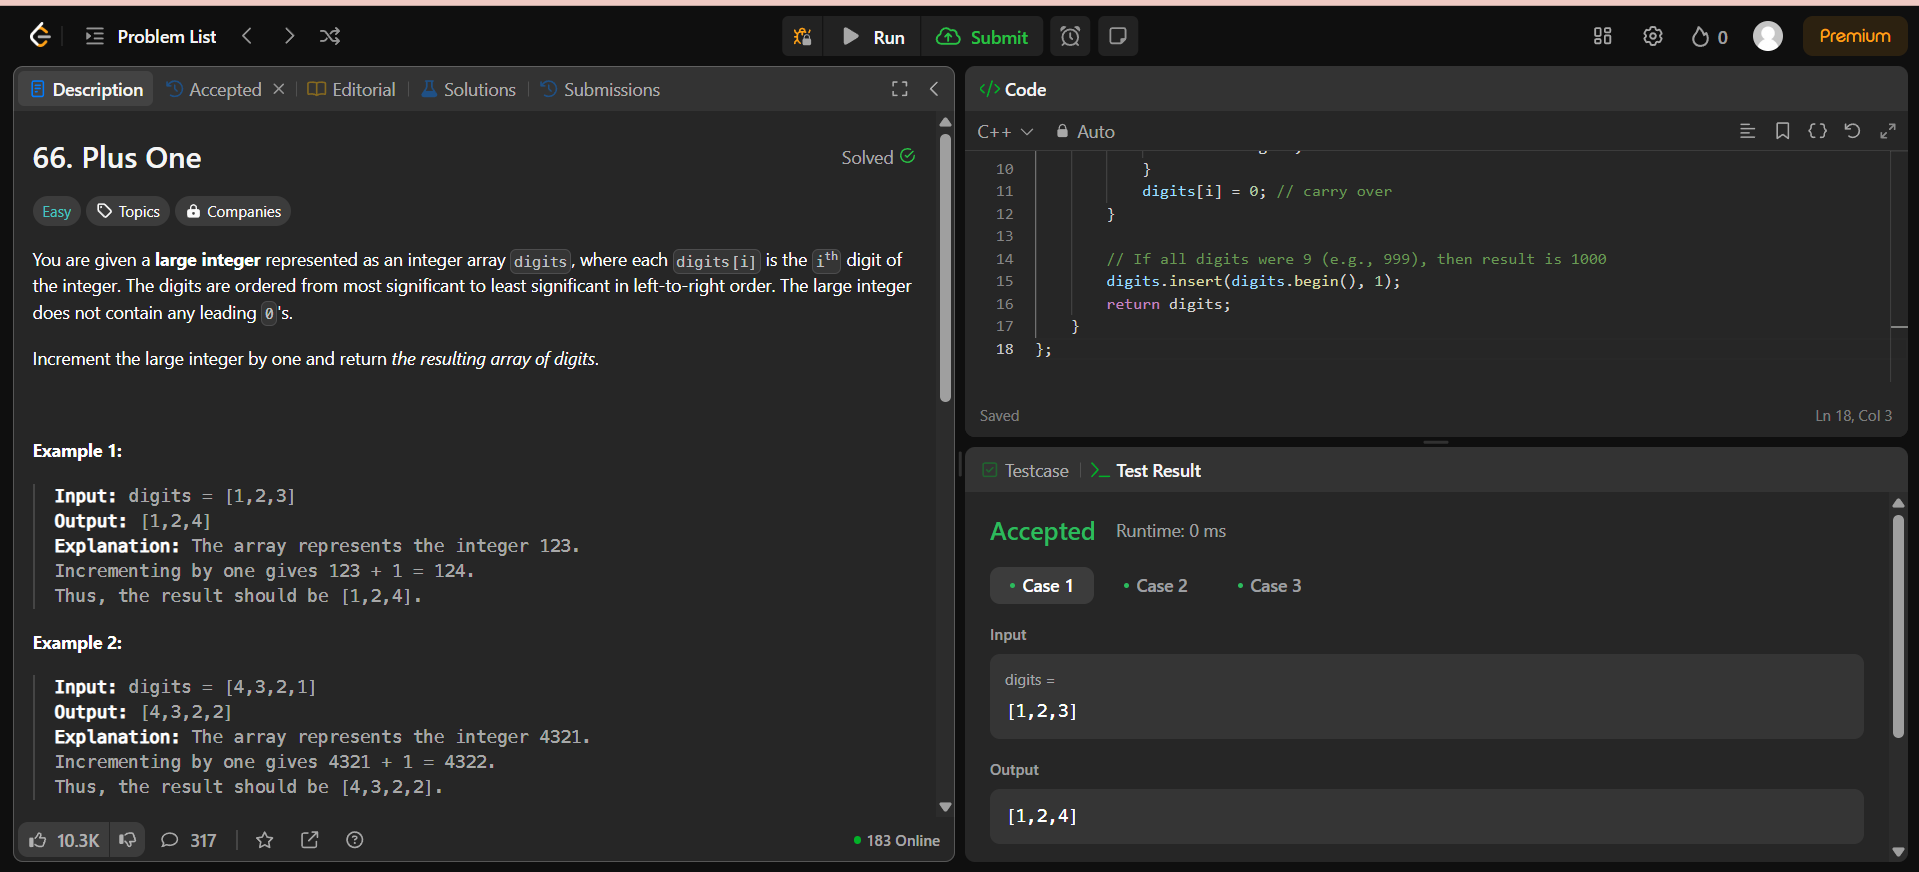 Problem List
Run
Submit
0
Premium
Description
Accepted
Editorial
Solutions
Submissions
66. Plus One
Solved
Easy
Topics
Companies
You are given a large integer represented as an integer array digits, where each digits[i] is the ith digit of
the integer. The digits are ordered from most significant to least significant in left-to-right order. The large integer
does not contain any leading 0's.
Increment the large integer by one and return the resulting array of digits.
Example 1:
Input: digits = [1,2,3]
Output: [1,2,4]
Explanation: The array represents the integer 123.
Incrementing by one gives 123 + 1 = 124.
Thus, the result should be [1,2,4].
Example 2:
Input: digits = [4,3,2,1]
Output: [4,3,2,2]
Explanation: The array represents the integer 4321.
Incrementing by one gives 4321 + 1 = 4322.
Thus, the result should be [4,3,2,2].
10.3K
317
183 Online
</> Code
C++
Auto
10 }
11 digits[i] = 0; // carry over
12 }
13
14 // If all digits were 9 (e.g., 999), then result is 1000
15 digits.insert(digits.begin(), 1);
16 return digits;
17 }
18 };
Saved
Ln 18, Col 3
Testcase
Test Result
Accepted
Runtime: 0 ms
Case 1
Case 2
Case 3
Input
digits =
[1,2,3]
Output
[1,2,4]